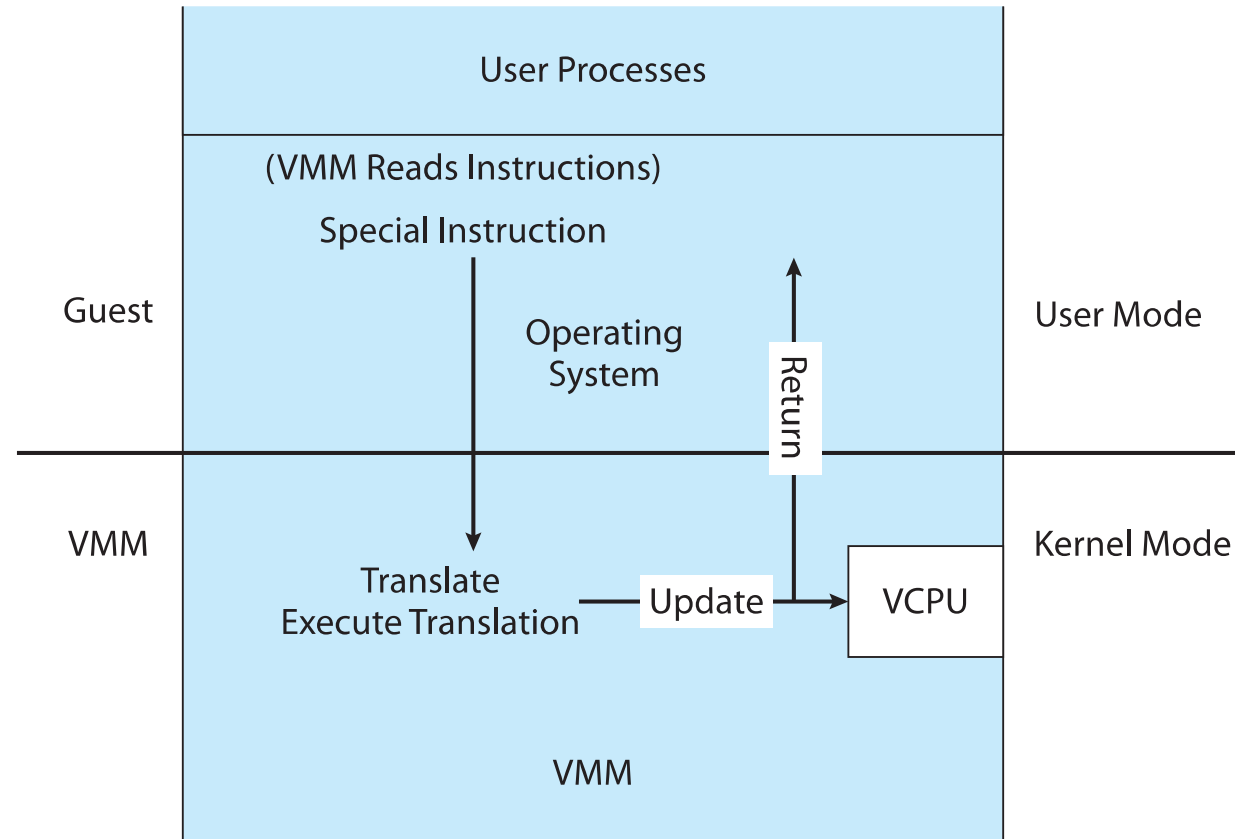 User Processes
(VMM Reads Instructions)
Special Instruction
Guest
Operating
System
Return
User Mode
VMM
Kernel Mode
Translate
Execute Translation
Update
VCPU
VMM